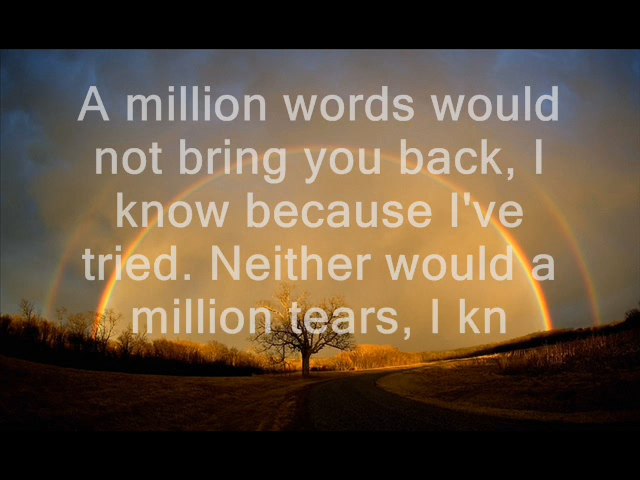 A million words would
not bring you back, I
know because I've
tried. Neither would a
million tears, I kn